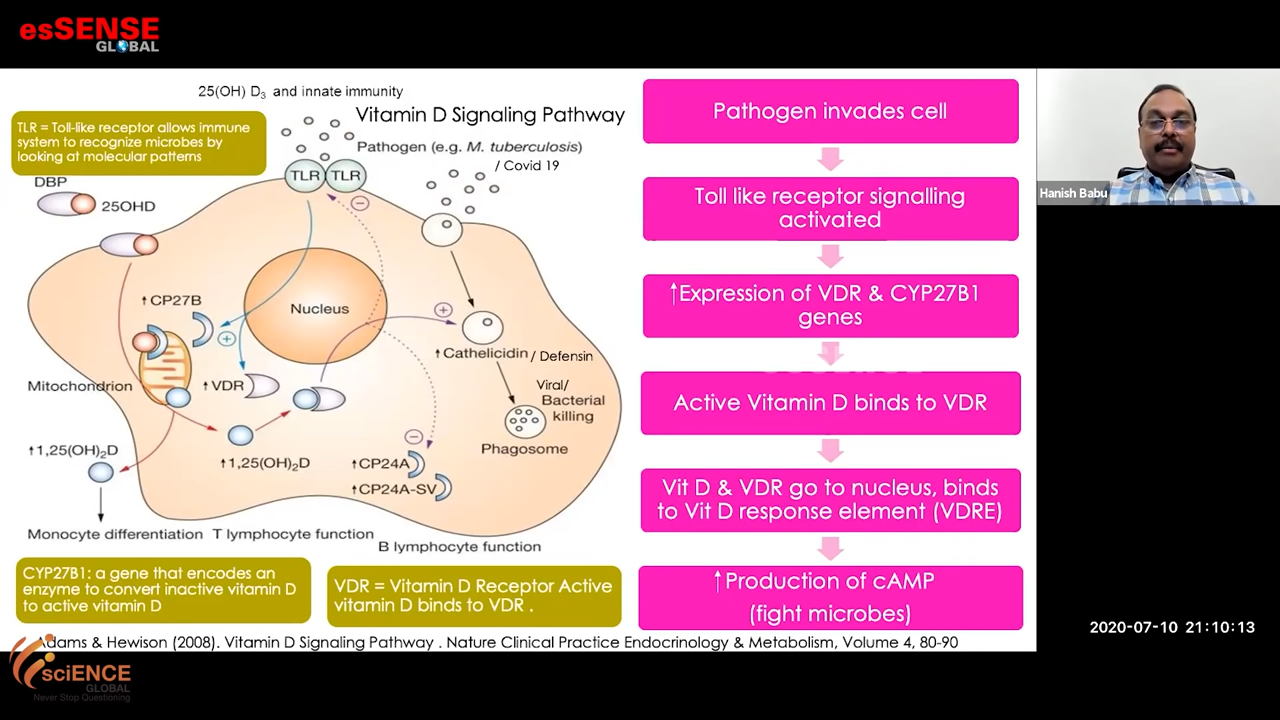 esSENSE
GLOBAL
25(OH) D3 and innate immunity
Vitamin D Signaling Pathway
TLR = Toll-like receptor allows immune
system to recognize microbes by
looking at molecular patterns
Pathogen (e.g. M. tuberculosis)
/ Covid 19
TLR TLR
DBP
25OHD
↑CP27B
Nucleus
↑Cathelicidin / Defensin
Mitochondrion
↑VDR
Viral/
Bacterial
killing
Phagosome
↑1,25(OH)2D
↑1,25(OH)2D
↑CP24A
↑CP24A-SV
Monocyte differentiation
T lymphocyte function
B lymphocyte function
CYP27B1: a gene that encodes an
enzyme to convert inactive vitamin D
to active vitamin D
VDR = Vitamin D Receptor Active
vitamin D binds to VDR .
Pathogen invades cell
Toll like receptor signalling
activated
↑Expression of VDR & CYP27B1
genes
Active Vitamin D binds to VDR
Vit D & VDR go to nucleus, binds
to Vit D response element (VDRE)
↑Production of cAMP
(fight microbes)
Adams & Hewison (2008). Vitamin D Signaling Pathway . Nature Clinical Practice Endocrinology & Metabolism, Volume 4, 80-90
Hanish Babu
2020-07-10 21:10:13
sciENCE
GLOBAL
Never Stop Questioning